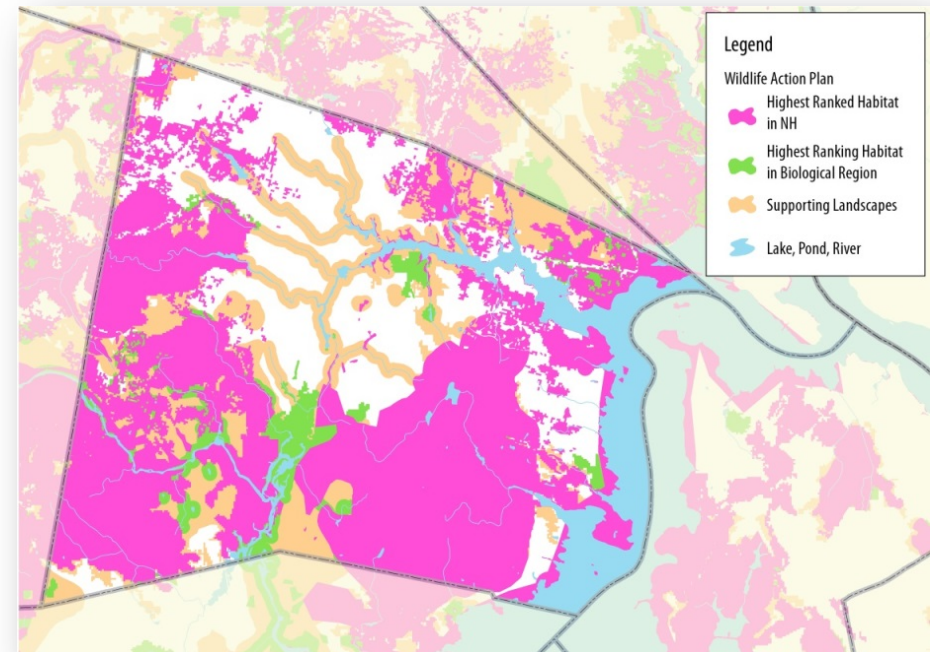 Legend
Wildlife Action Plan
Highest Ranked Habitat
in NH
Highest Ranking Habitat
in Biological Region
Supporting Landscapes
Lake, Pond, River